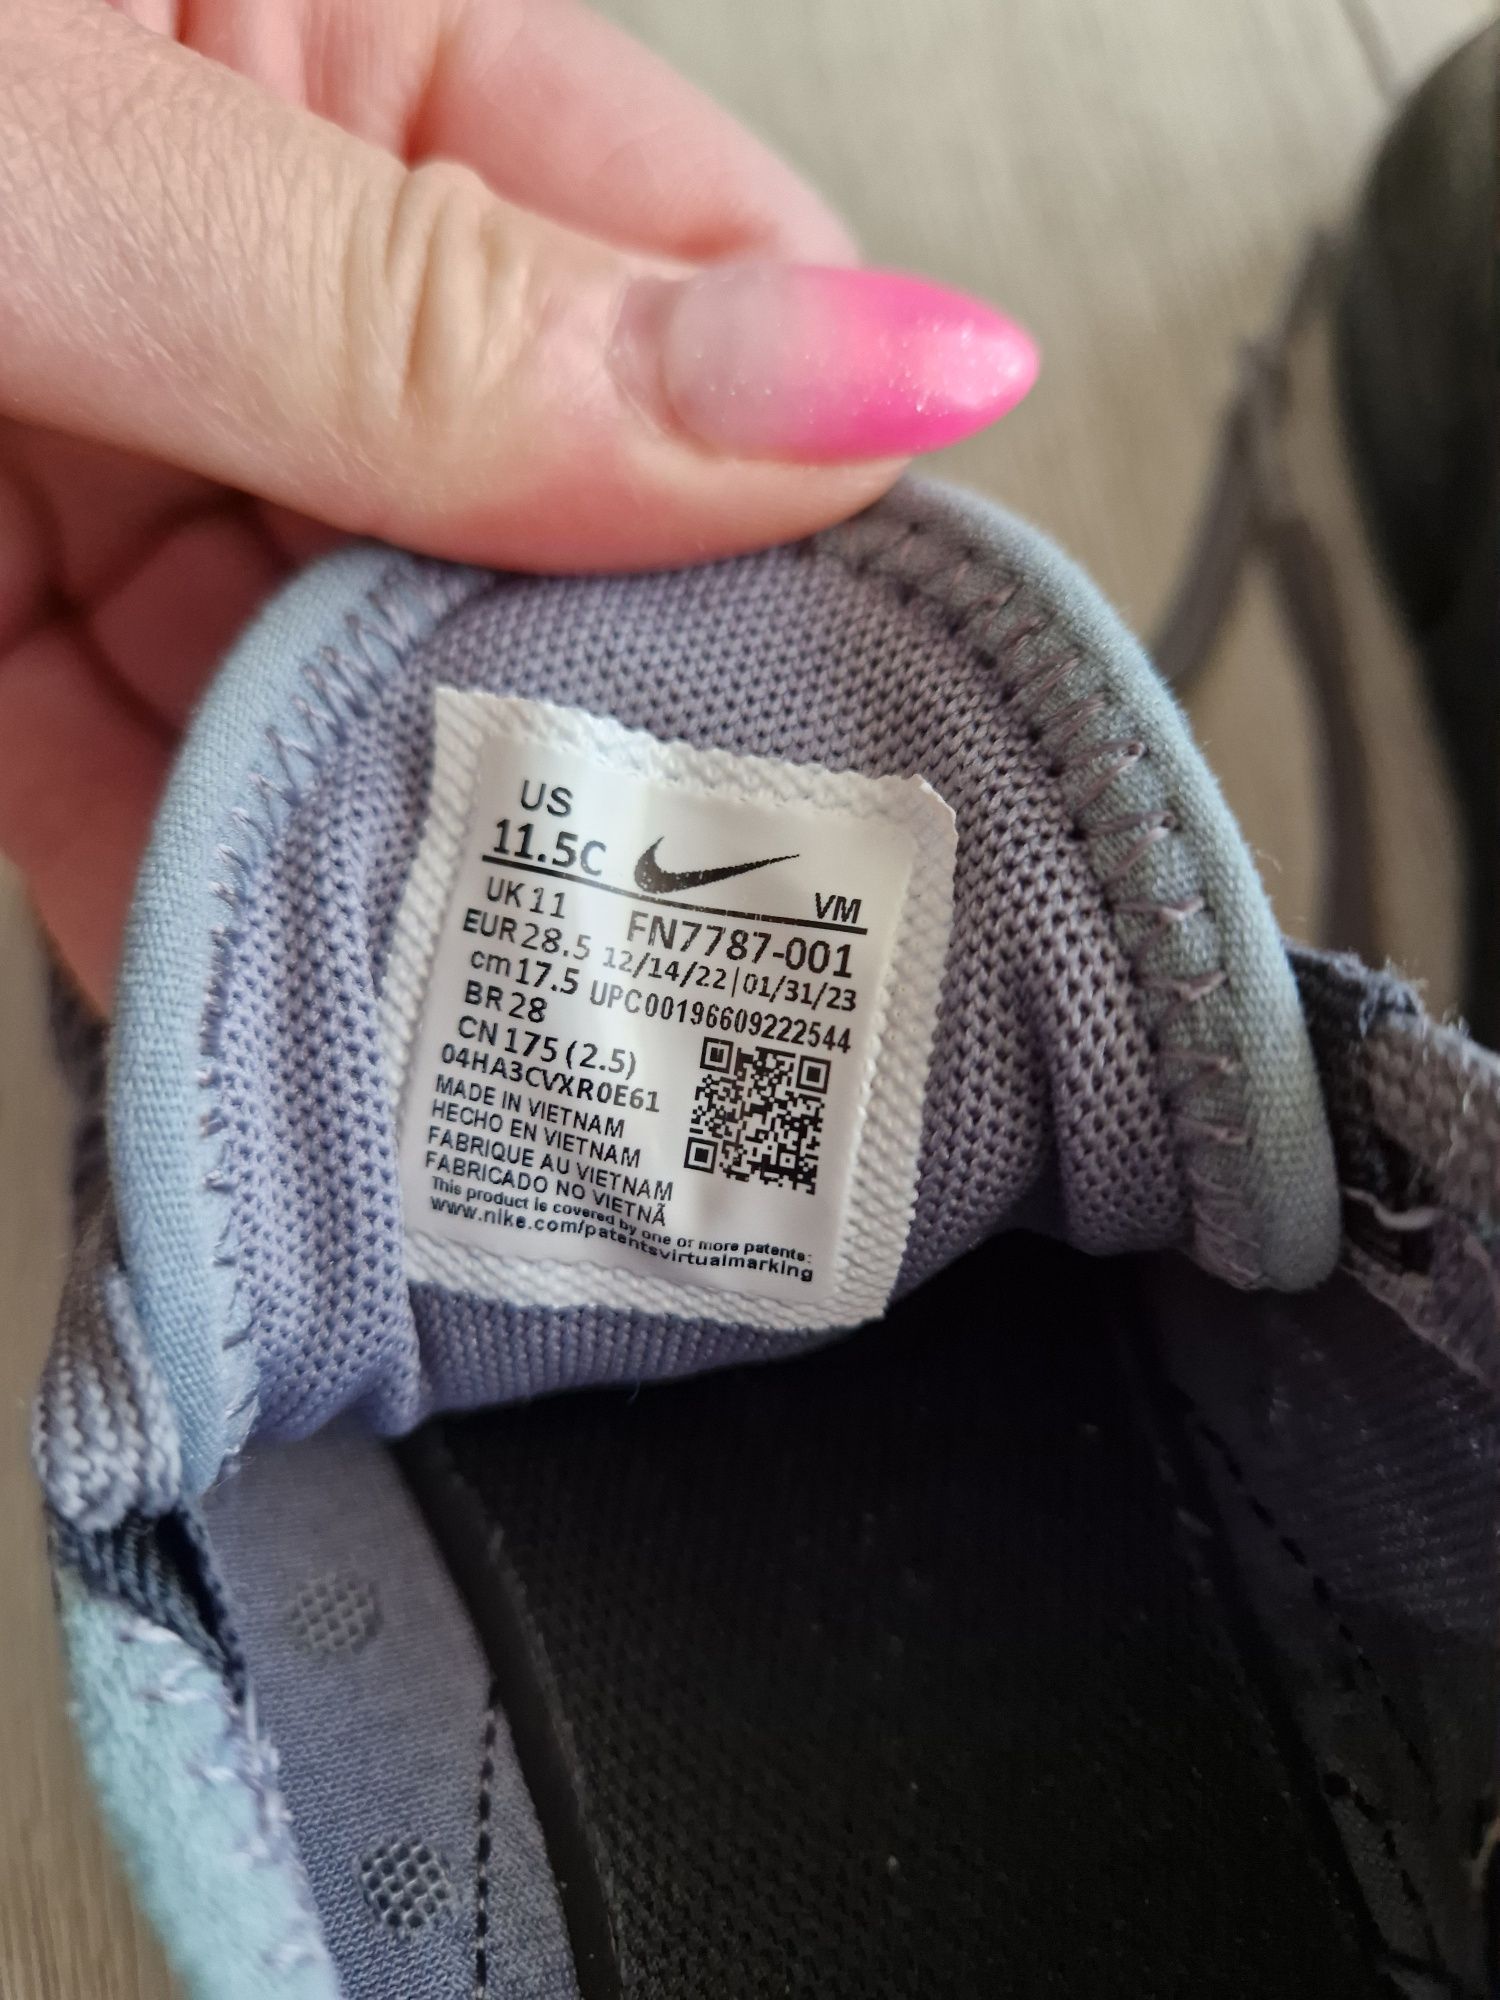 US
11.5C
VM
UK 11
FN7787-001
EUR 28.5
12/14/22|01/31/23
cm 17.5
UPC00196609222544
BR 28
CN 175 (2.5)
04HA3CVXR0E61
MADE IN VIETNAM
HECHO EN VIETNAM
FABRIQUE AU VIETNAM
FABRICADO NO VIETNÃ
This product is covered by one or more patents:
www.nike.com/patentsvirtualmarking